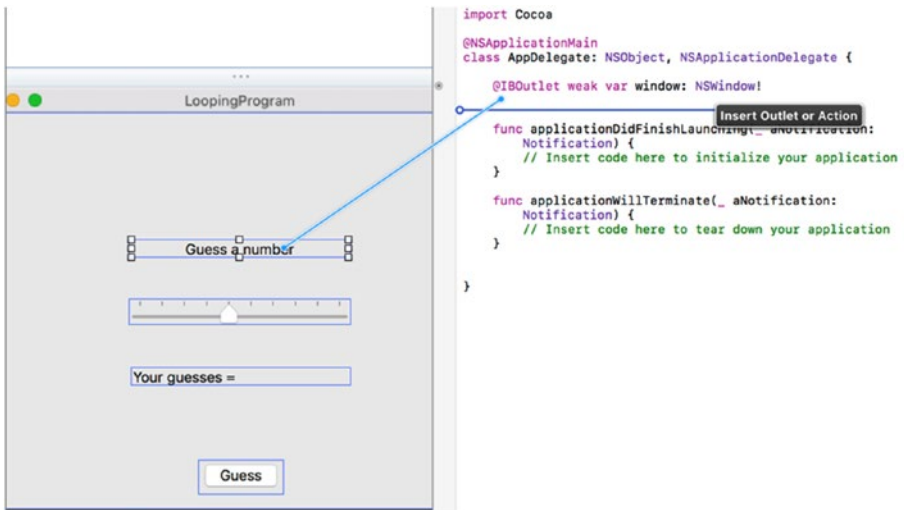 LoopingProgram
Guess a number
Your guesses =
Guess
import Cocoa
@NSApplicationMain
class AppDelegate: NSObject, NSApplicationDelegate {
@IBOutlet weak var window: NSWindow!
Insert Outlet or Action
func applicationDidFinishLaunching(_ aNotification:
Notification) {
// Insert code here to initialize your application
}
func applicationWillTerminate(_ aNotification:
Notification) {
// Insert code here to tear down your application
}
}